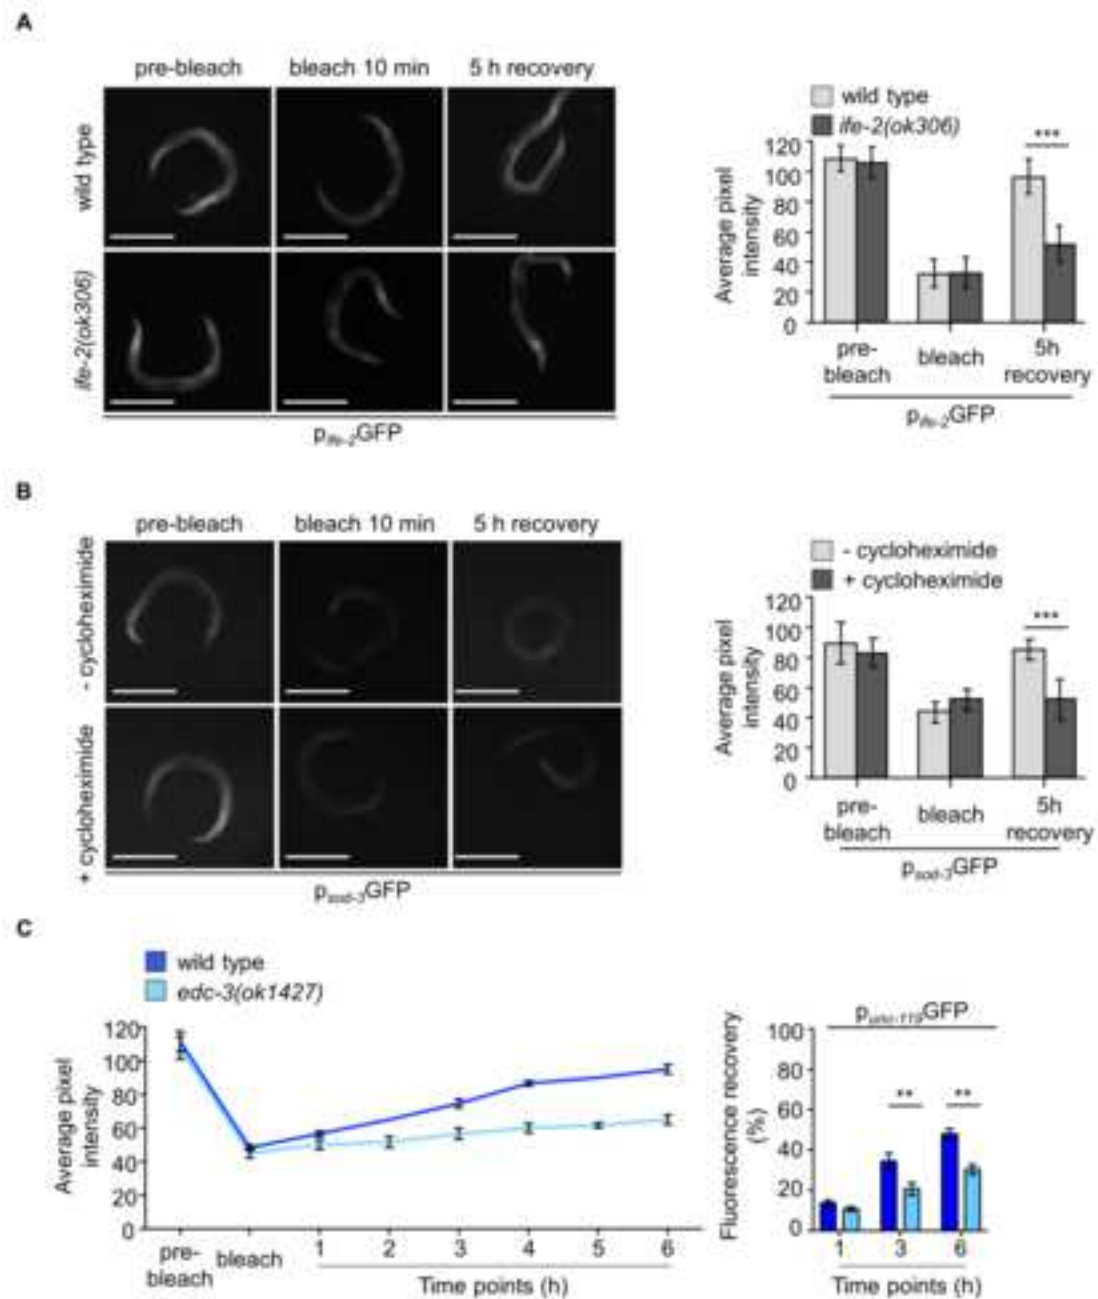 A
pre-bleach bleach 10 min 5 h recovery
wild type
ife-2(ok306)
pife-2GFP
wild type
ife-2(ok306)
Average pixel intensity
120
100
80
60
40
20
0
***
pre-bleach bleach 5h recovery
pife-2GFP
B
pre-bleach bleach 10 min 5 h recovery
- cycloheximide
+ cycloheximide
psod-3GFP
- cycloheximide
+ cycloheximide
Average pixel intensity
120
100
80
60
40
20
0
***
pre-bleach bleach 5h recovery
psod-3GFP
C
wild type
edc-3(ok1427)
Average pixel intensity
120
100
80
60
40
20
0
pre-bleach bleach 1 2 3 4 5 6
Time points (h)
punc-119GFP
Fluorescence recovery (%)
100
80
60
40
20
0
** **
1 3 6
Time points (h)